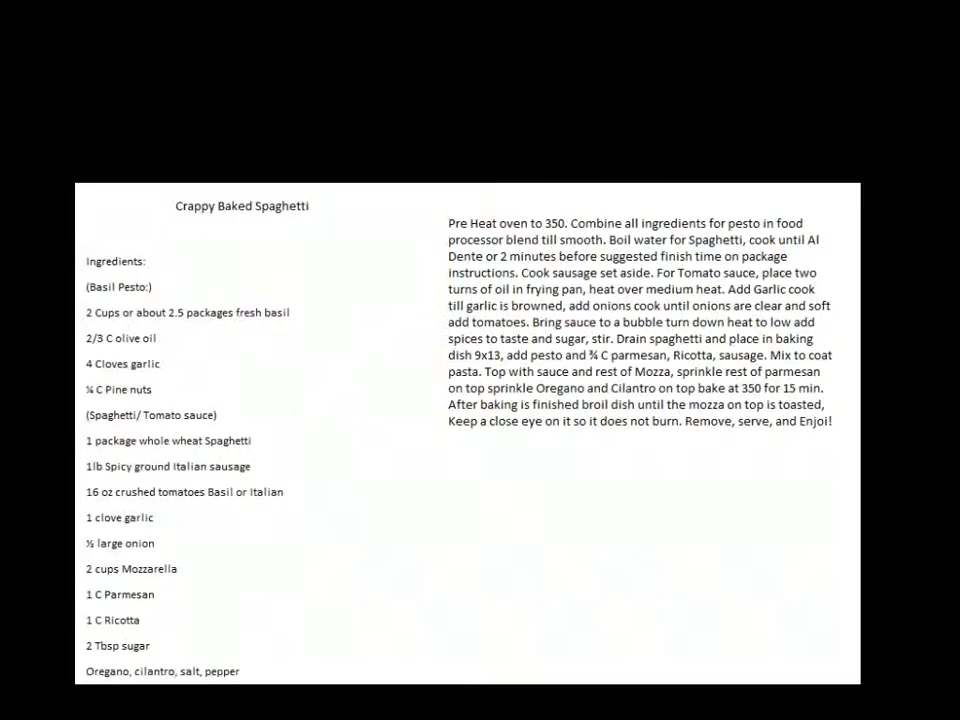 Crappy Baked Spaghetti
Ingredients:
(Basil Pesto:)
2 Cups or about 2.5 packages fresh basil
2/3 C olive oil
4 Cloves garlic
¼ C Pine nuts
(Spaghetti/ Tomato sauce)
1 package whole wheat Spaghetti
1lb Spicy ground Italian sausage
16 oz crushed tomatoes Basil or Italian
1 clove garlic
½ large onion
2 cups Mozzarella
1 C Parmesan
1 C Ricotta
2 Tbsp sugar
Oregano, cilantro, salt, pepper
Pre Heat oven to 350. Combine all ingredients for pesto in food
processor blend till smooth. Boil water for Spaghetti, cook until Al
Dente or 2 minutes before suggested finish time on package
instructions. Cook sausage set aside. For Tomato sauce, place two
turns of oil in frying pan, heat over medium heat. Add Garlic cook
till garlic is browned, add onions cook until onions are clear and soft
add tomatoes. Bring sauce to a bubble turn down heat to low add
spices to taste and sugar, stir. Drain spaghetti and place in baking
dish 9x13, add pesto and ¾ C parmesan, Ricotta, sausage. Mix to coat
pasta. Top with sauce and rest of Mozza, sprinkle rest of parmesan
on top sprinkle Oregano and Cilantro on top bake at 350 for 15 min.
After baking is finished broil dish until the mozza on top is toasted,
Keep a close eye on it so it does not burn. Remove, serve, and Enjoi!